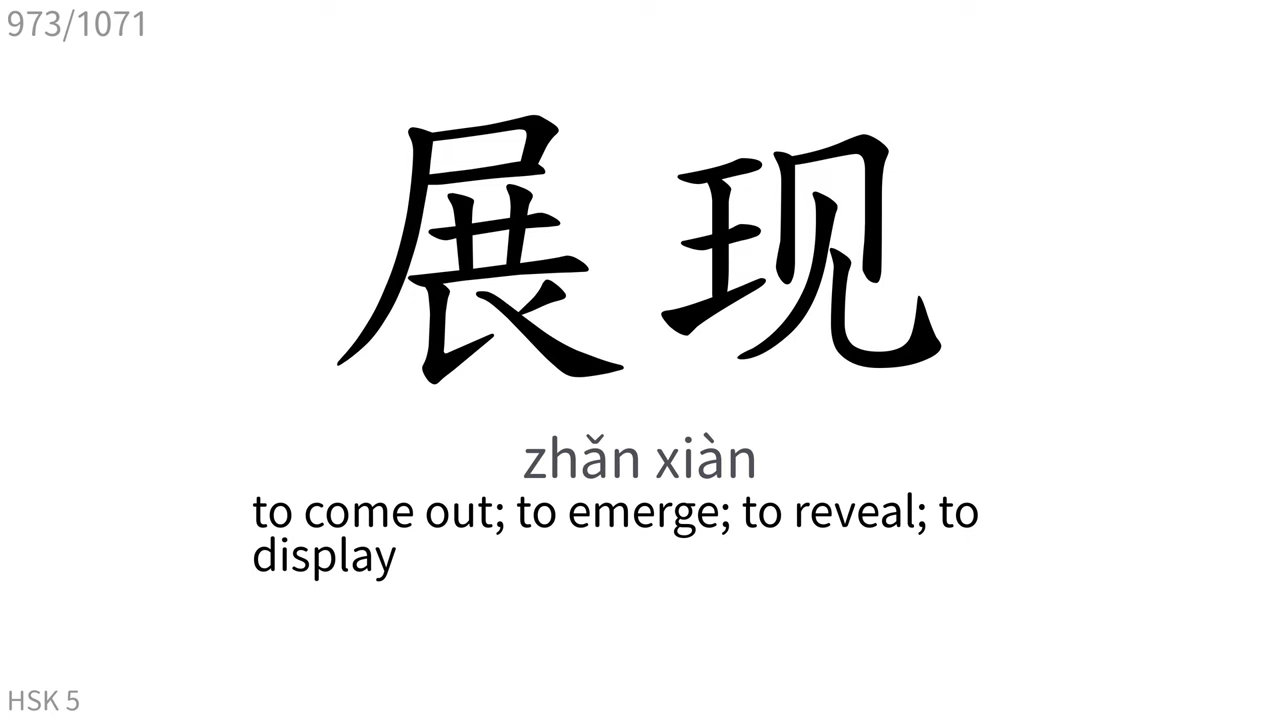 973/1071
展现
zhǎn xiàn
to come out; to emerge; to reveal; to
display
HSK 5